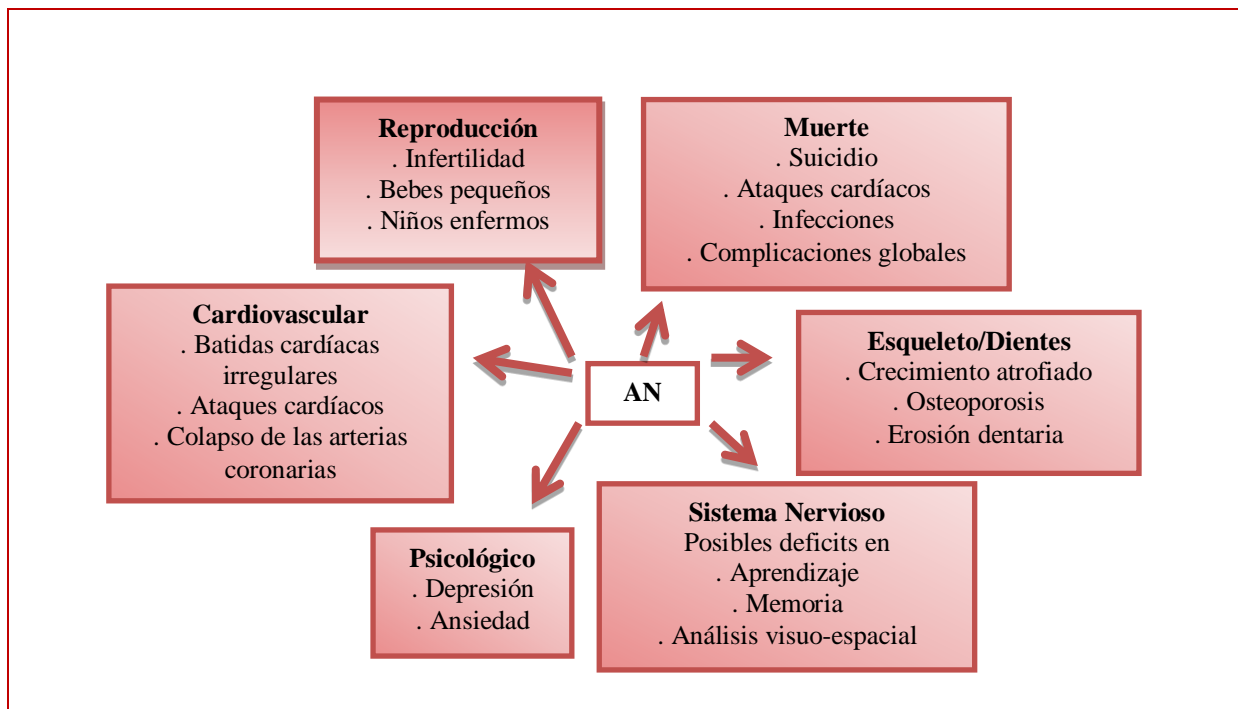 Reproducción
. Infertilidad
. Bebes pequeños
. Niños enfermos
Muerte
. Suicidio
. Ataques cardíacos
. Infecciones
. Complicaciones globales
Cardiovascular
. Batidas cardíacas
irregulares
. Ataques cardíacos
. Colapso de las arterias
coronarias
AN
Esqueleto/Dientes
. Crecimiento atrofiado
. Osteoporosis
. Erosión dentaria
Psicológico
. Depresión
. Ansiedad
Sistema Nervioso
Posibles deficits en
. Aprendizaje
. Memoria
. Análisis visuo-espacial